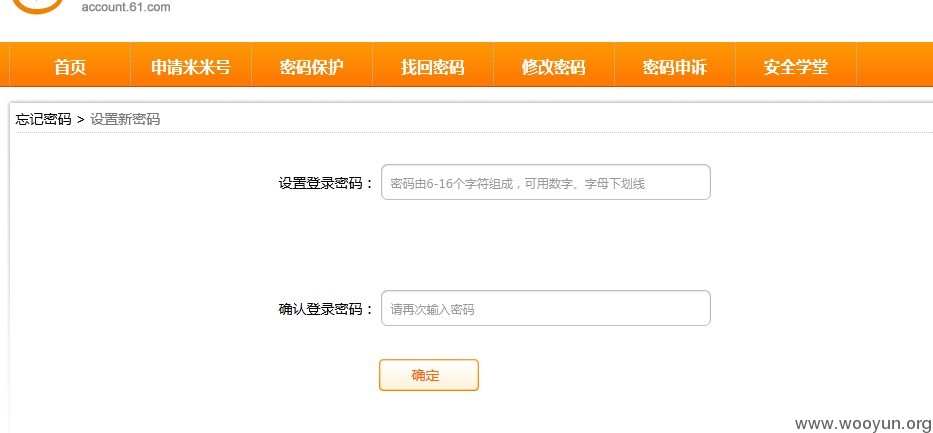 account.61.com
首页 申请米米号 密码保护 找回密码 修改密码 密码申诉 安全学堂
忘记密码 > 设置新密码
设置登录密码： 密码由6-16个字符组成，可用数字、字母下划线
确认登录密码： 请再次输入密码
确定
www.wooyun.org